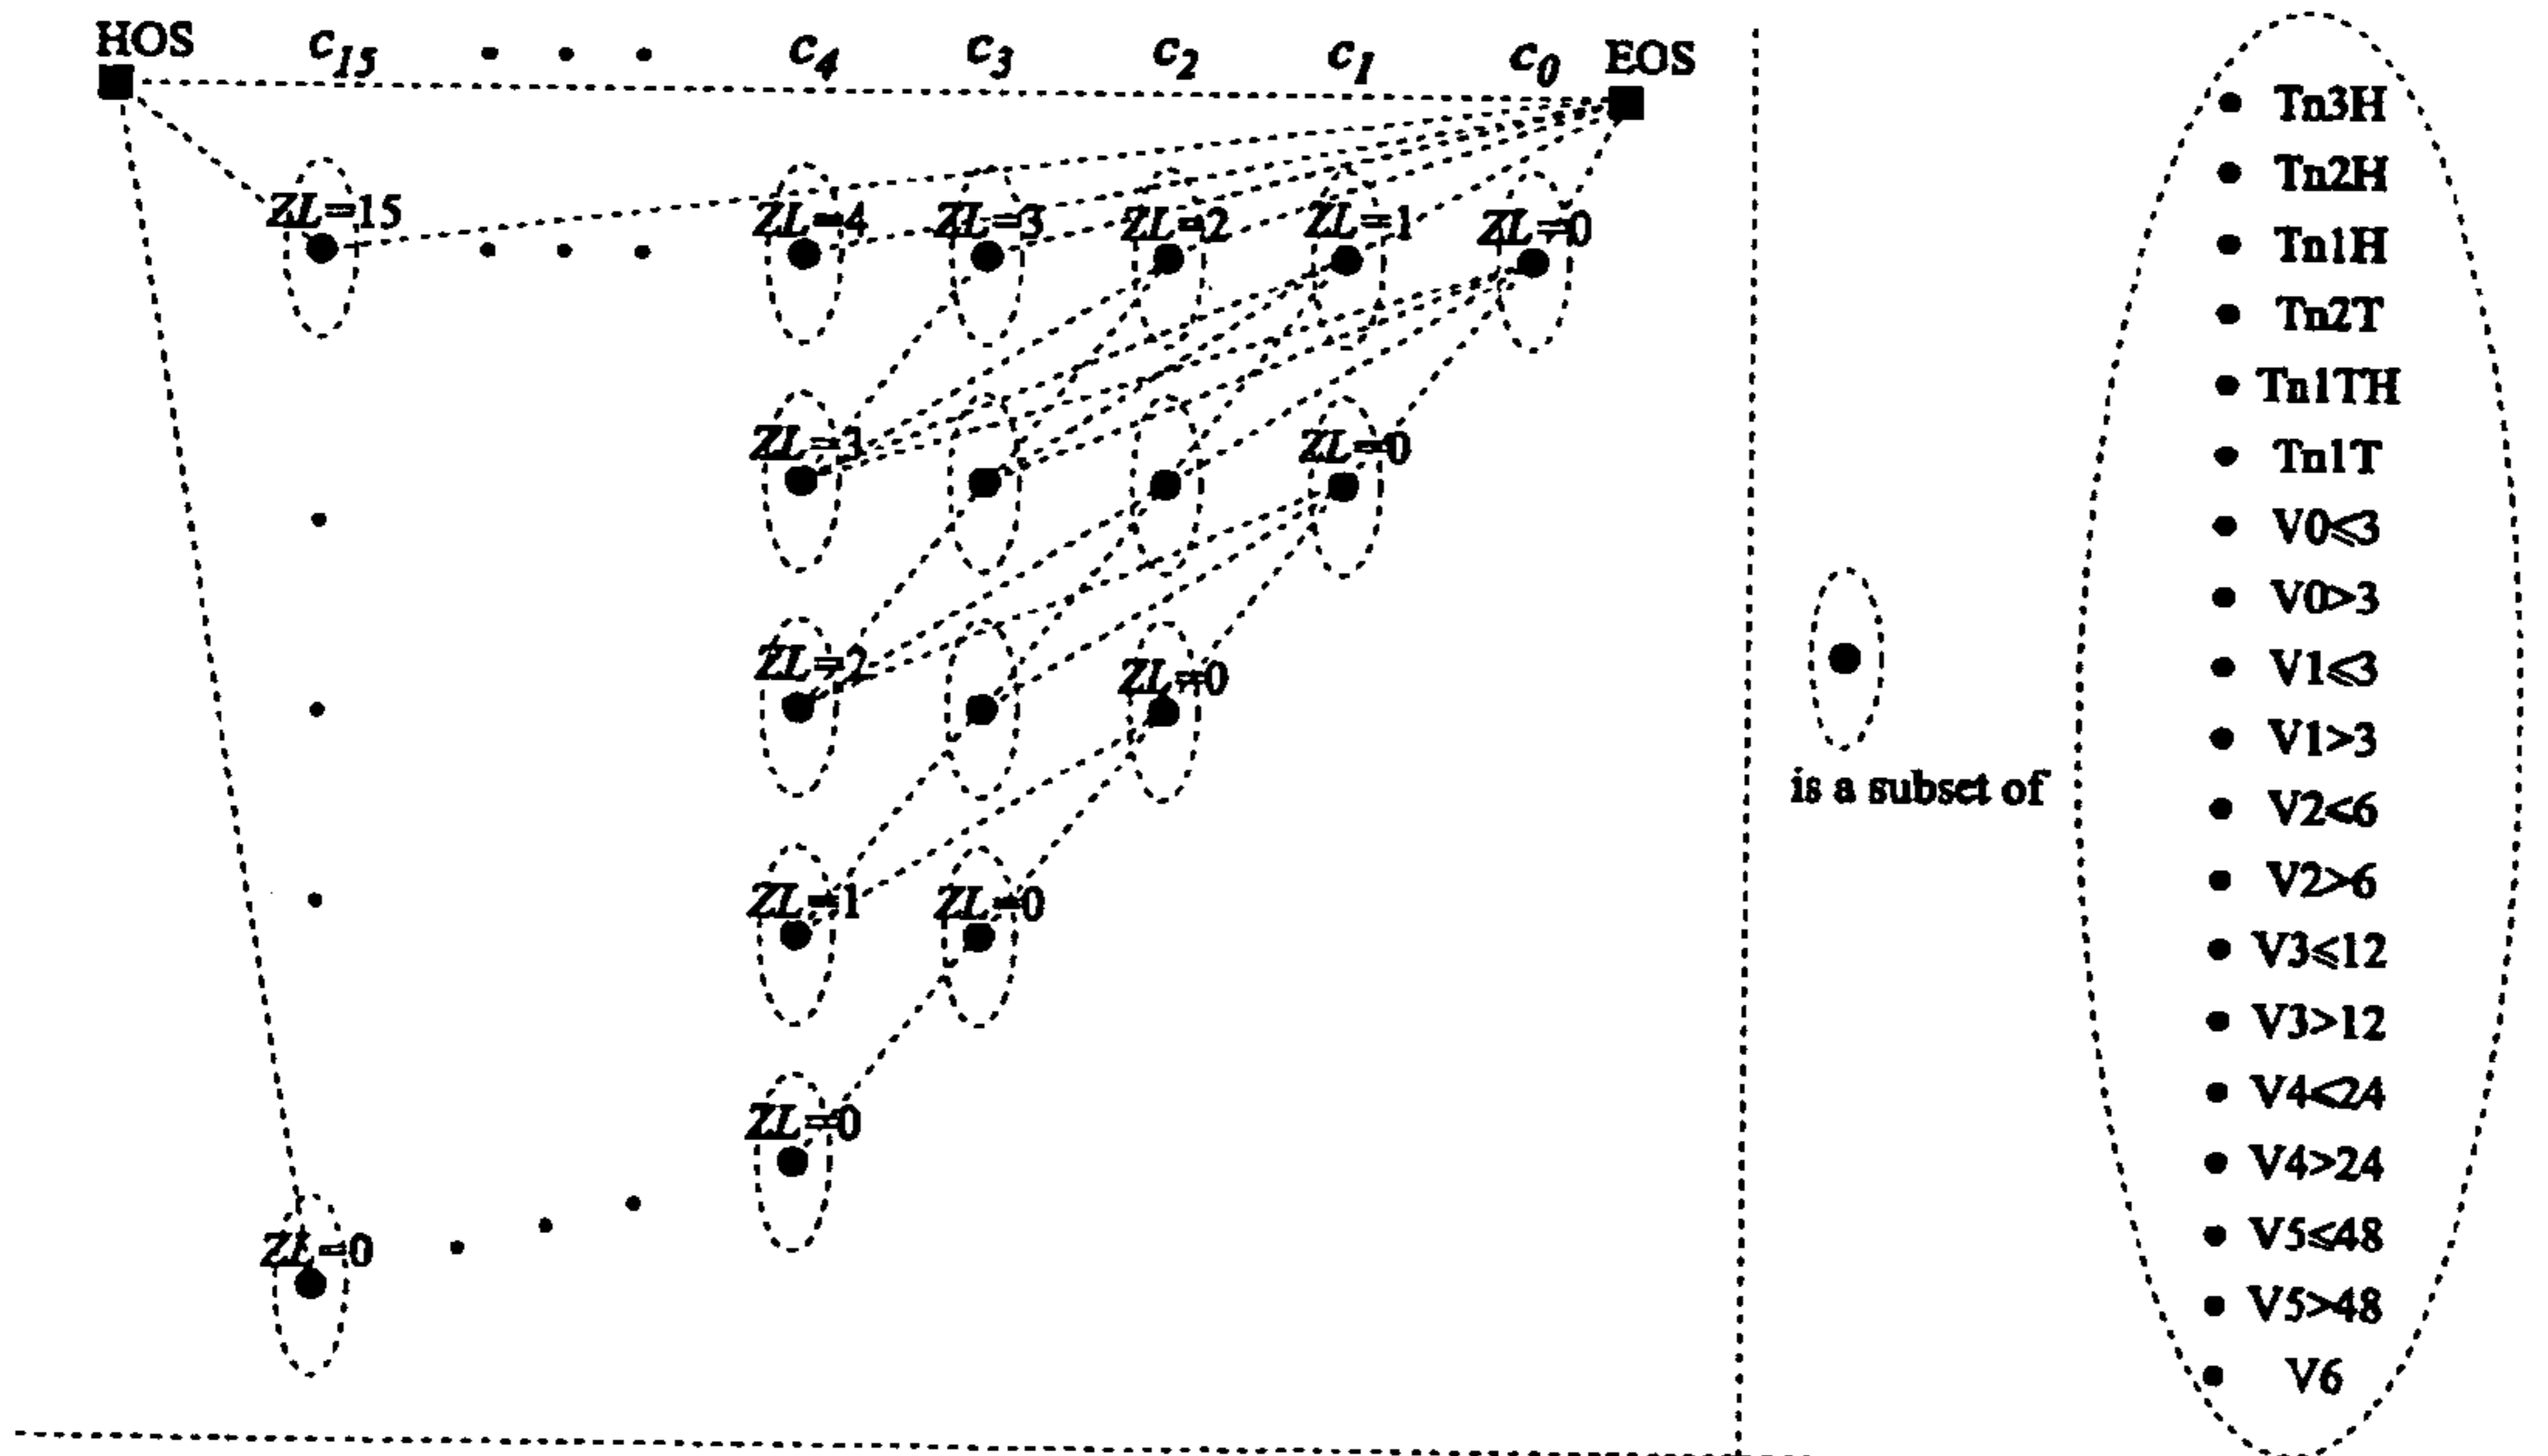 HOS c15 c4 c3 c2 c1 c0 EOS
ZL=15 ZL=4 ZL=3 ZL=2 ZL=1 ZL=0
ZL=3 ZL=0
ZL=2 ZL=0
ZL=1 ZL=0
ZL=0
ZL=0
is a subset of
Tn3H
Tn2H
Tn1H
Tn2T
Tn1TH
Tn1T
V0≤3
V0>3
V1≤3
V1>3
V2<6
V2>6
V3≤12
V3>12
V4<24
V4>24
V5≤48
V5>48
V6